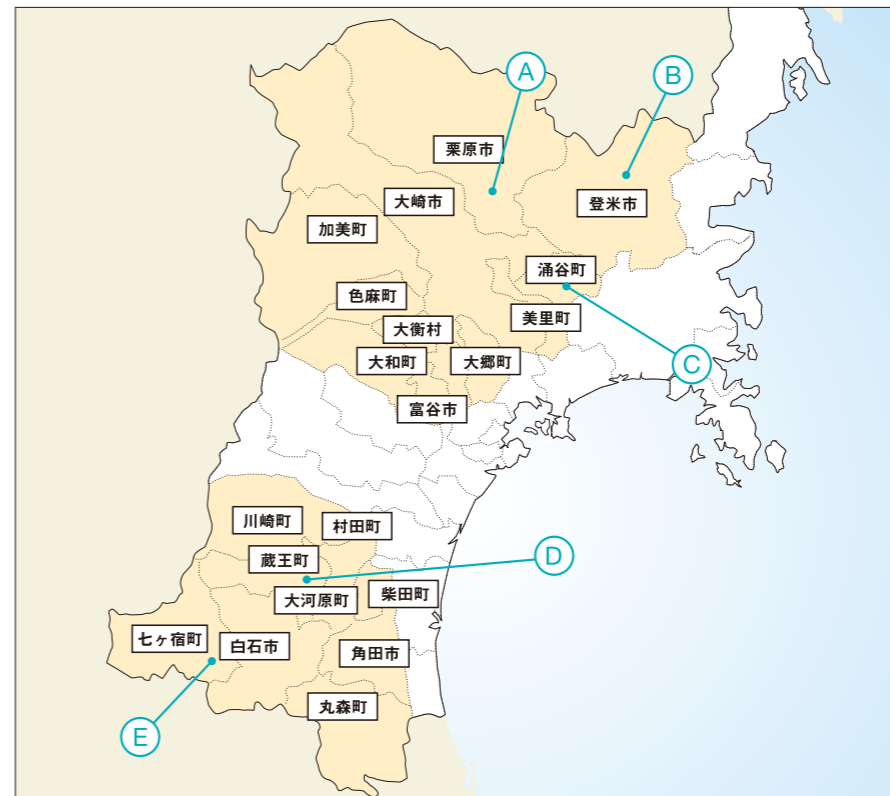 A
B
栗原市
大崎市
登米市
加美町
涌谷町
色麻町
美里町
大衡村
大和町
大郷町
C
富谷市
川崎町
村田町
蔵王町
D
大河原町
柴田町
七ヶ宿町
白石市
角田市
丸森町
E